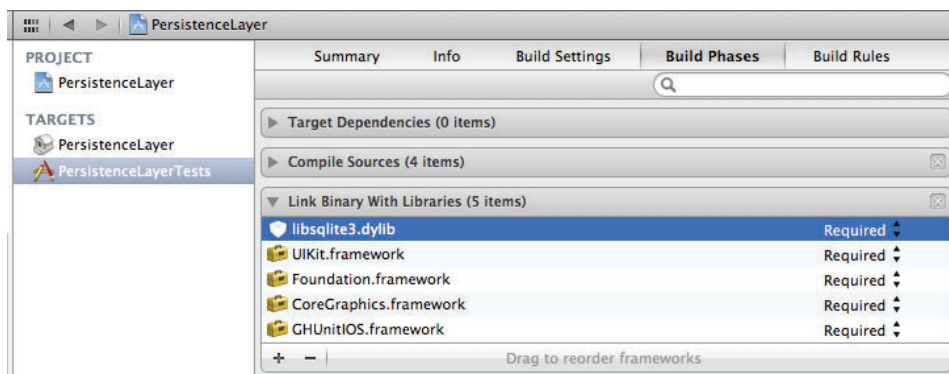 PersistenceLayer
PROJECT
PersistenceLayer
TARGETS
PersistenceLayer
PersistenceLayerTests
Summary Info Build Settings Build Phases Build Rules
Target Dependencies (0 items)
Compile Sources (4 items)
Link Binary With Libraries (5 items)
libsqlite3.dylib Required
UIKit.framework Required
Foundation.framework Required
CoreGraphics.framework Required
GHUnitIOS.framework Required
Drag to reorder frameworks